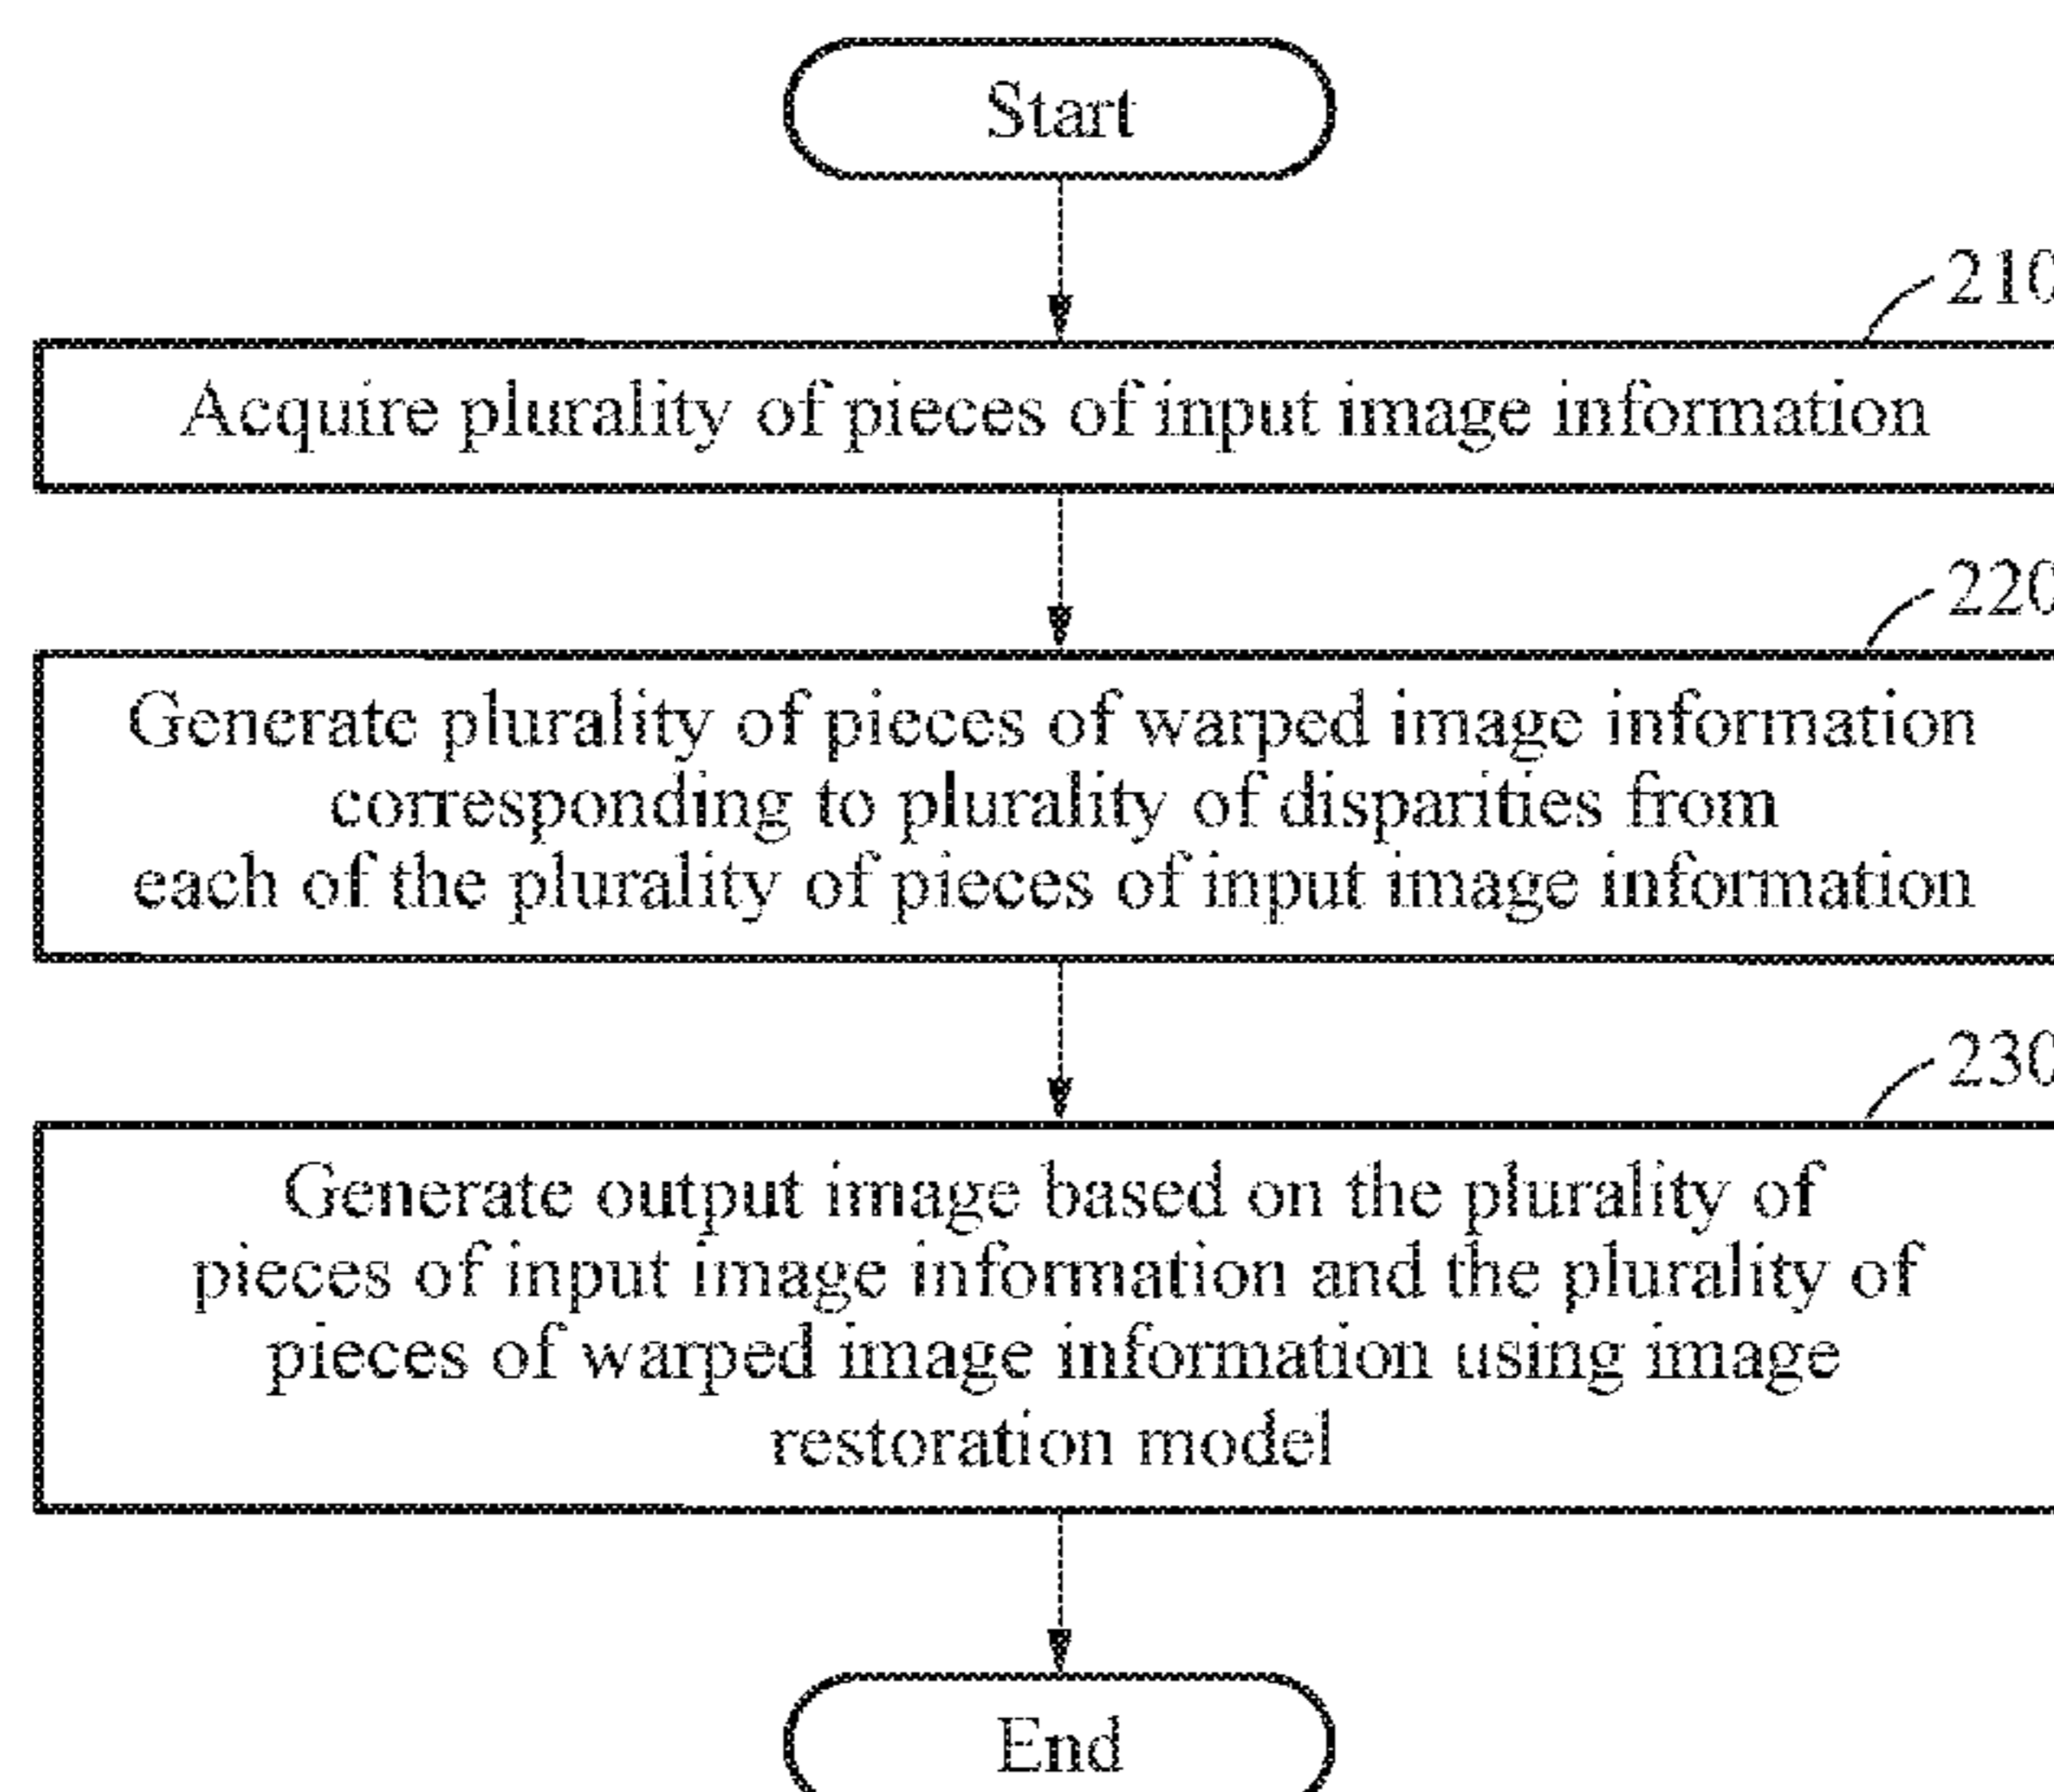 Start
210
Acquire plurality of pieces of input image information
220
Generate plurality of pieces of warped image information
corresponding to plurality of disparities from
each of the plurality of pieces of input image information
230
Generate output image based on the plurality of
pieces of input image information and the plurality of
pieces of warped image information using image
restoration model
End